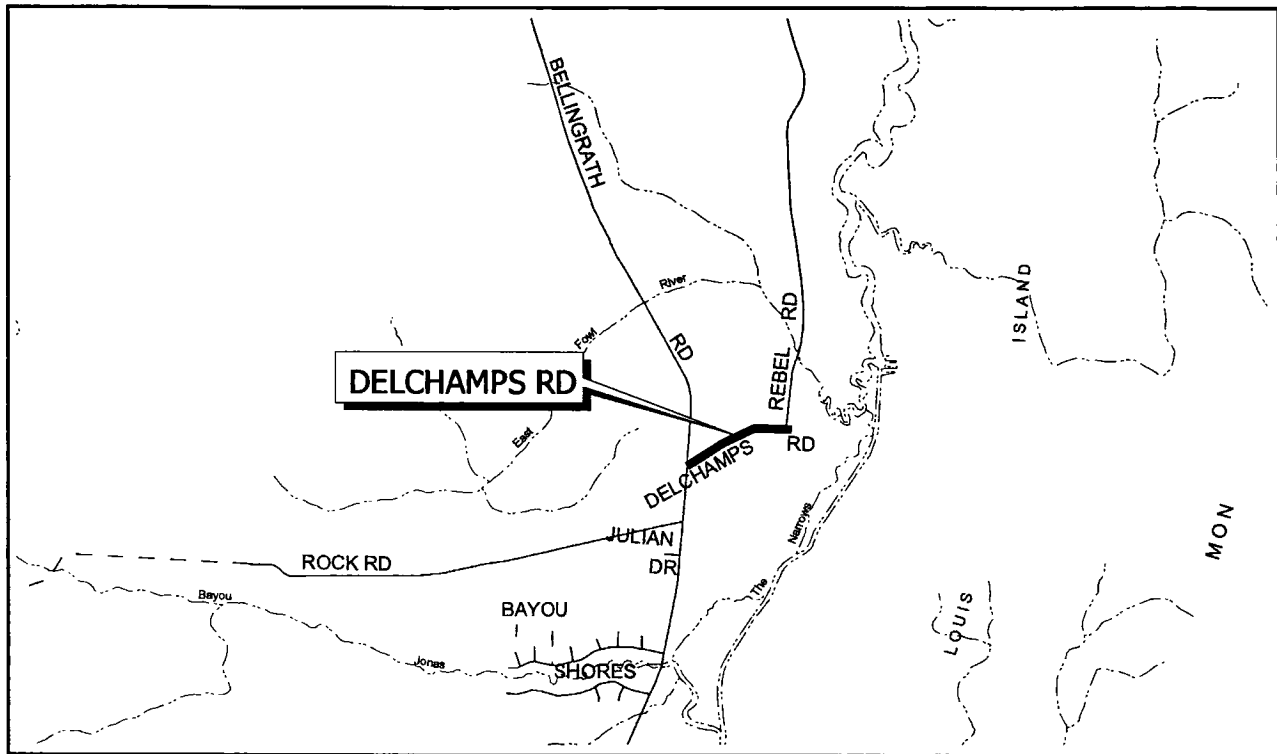 BELLINGRATH
RD
River
Fowl
East
ISLAND
REBEL RD
DELCHAMPS RD
DELCHAMPS
RD
Narrows
The
MON
LOUIS
JULIAN
DR
ROCK RD
Bayou
BAYOU
SHORES
Jonas